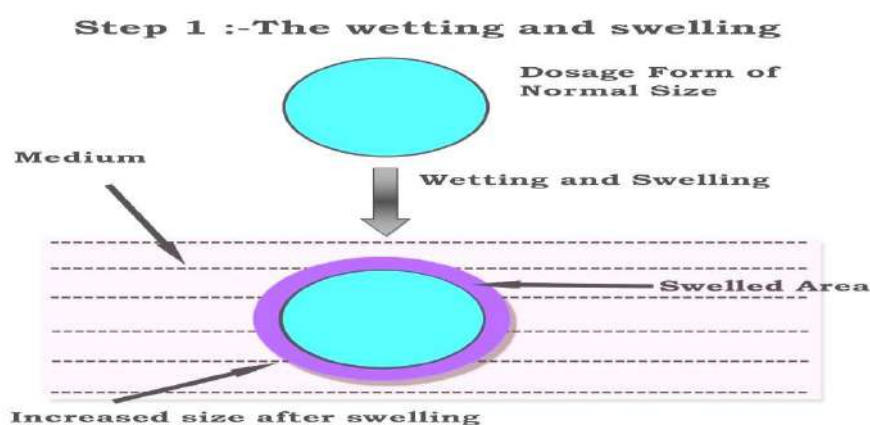 Step 1 :-The wetting and swelling
Dosage Form of
Normal Size
Medium
Wetting and Swelling
Swelled Area
Increased size after swelling